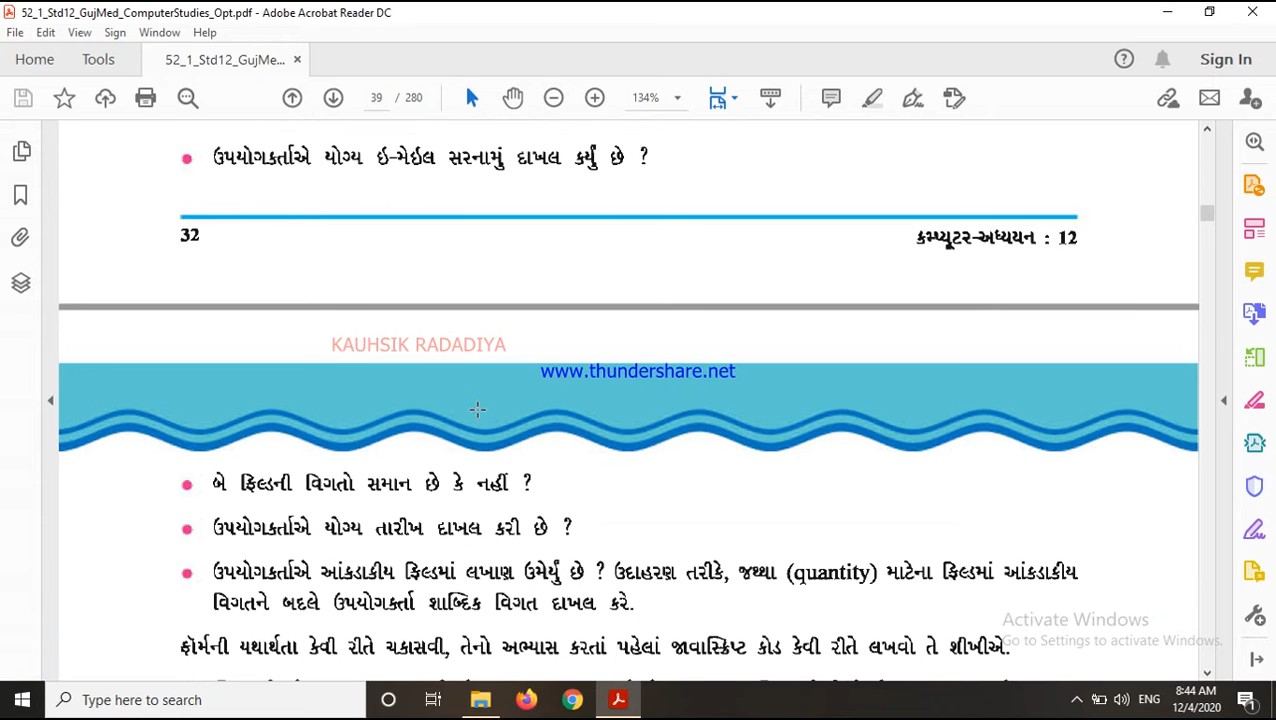 52_1_Std12_GujMed_ComputerStudies_Opt.pdf - Adobe Acrobat Reader DC
File Edit View Sign Window Help
Home Tools 52_1_Std12_GujMe... × Sign In
39 / 280 134%
ઉપયોગકર્તાએ યોગ્ય ઇ-મેઇલ સરનામું દાખલ કર્યું છે ?
32 કમ્પ્યૂટર-અધ્યયન : 12
KAUHSIK RADADIYA
www.thundershare.net
બે ફિલ્ડની વિગતો સમાન છે કે નહીં ?
ઉપયોગકર્તાએ યોગ્ય તારીખ દાખલ કરી છે ?
ઉપયોગકર્તાએ આંકડાકીય ફિલ્ડમાં લખાણ ઉમેર્યું છે ? ઉદાહરણ તરીકે, જથ્થા (quantity) માટેના ફિલ્ડમાં આંકડાકીય
વિગતને બદલે ઉપયોગકર્તા શાબ્દિક વિગત દાખલ કરે.
ફૉર્મની યથાર્થતા કેવી રીતે ચકાસવી, તેનો અભ્યાસ કરતાં પહેલાં જાવાસ્ક્રિપ્ટ કોડ કેવી રીતે લખવો તે શીખીએ.
Activate Windows
Go to Settings to activate Windows.
Type here to search
ENG
8:44 AM
12/4/2020
1